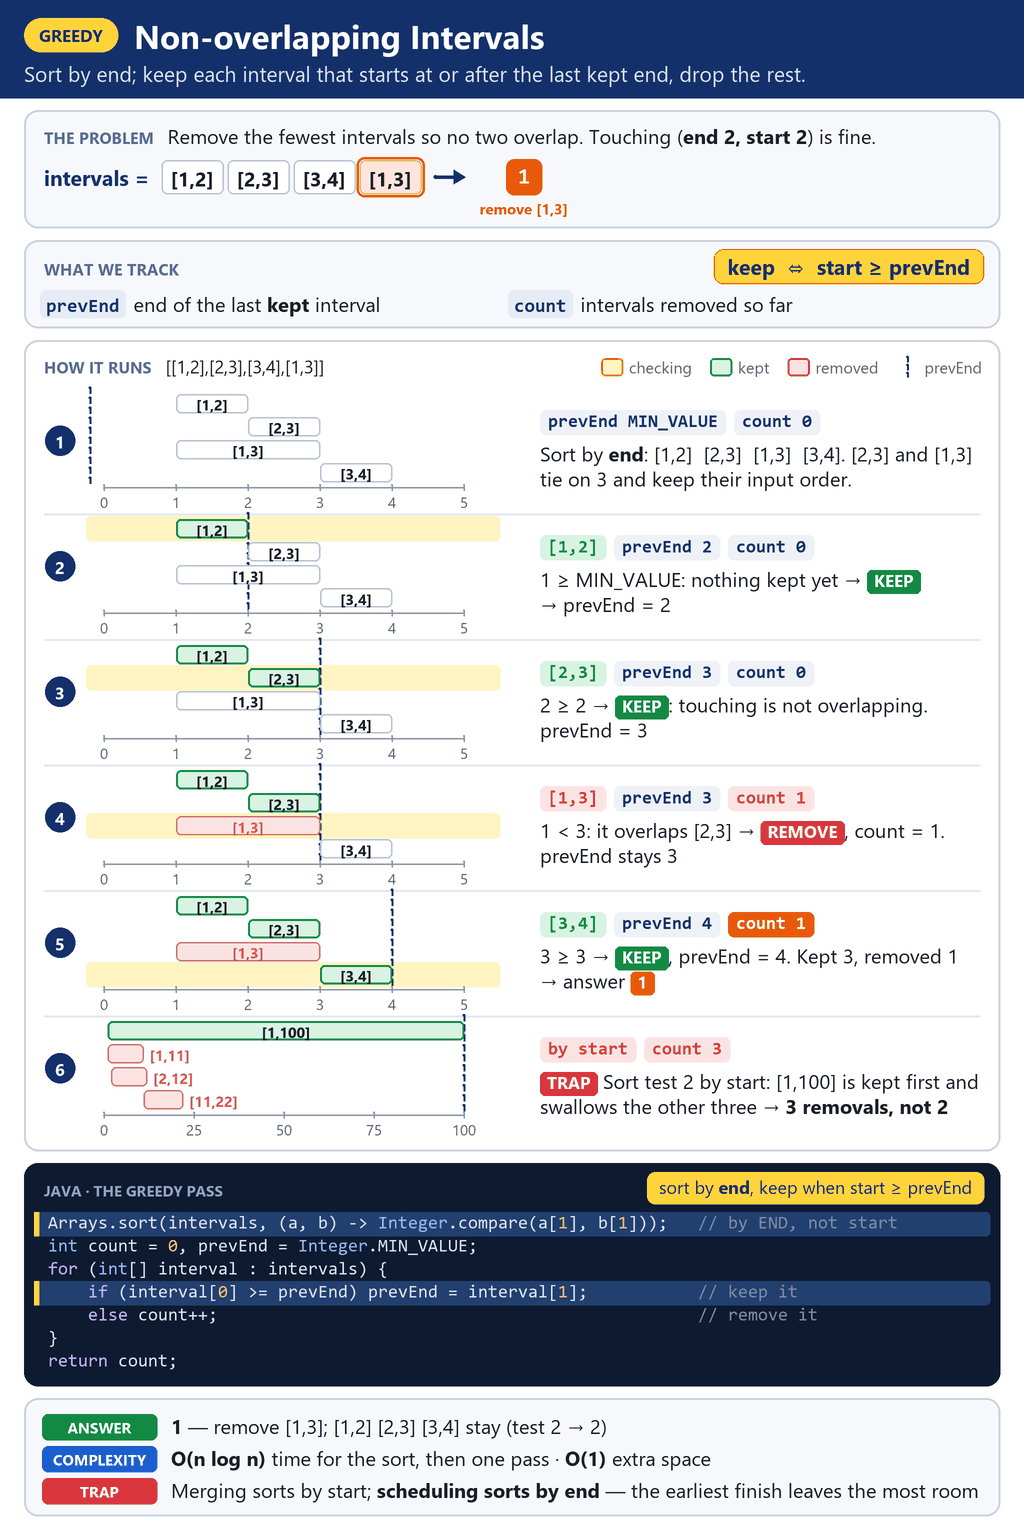 GREEDY Non-overlapping Intervals
Sort by end; keep each interval that starts at or after the last kept end, drop the rest.
THE PROBLEM Remove the fewest intervals so no two overlap. Touching (end 2, start 2) is fine.
intervals = [1,2] [2,3] [3,4] [1,3] → 1
remove [1,3]
WHAT WE TRACK
keep ⇔ start ≥ prevEnd
prevEnd end of the last kept interval
count intervals removed so far
HOW IT RUNS [[1,2],[2,3],[3,4],[1,3]]
checking kept removed prevEnd
1
[1,2]
[2,3]
[1,3]
[3,4]
0 1 2 3 4 5
prevEnd MIN_VALUE count 0
Sort by end: [1,2] [2,3] [1,3] [3,4]. [2,3] and [1,3]
tie on 3 and keep their input order.
2
[1,2]
[2,3]
[1,3]
[3,4]
0 1 2 3 4 5
[1,2] prevEnd 2 count 0
1 ≥ MIN_VALUE: nothing kept yet → KEEP
→ prevEnd = 2
3
[1,2]
[2,3]
[1,3]
[3,4]
0 1 2 3 4 5
[2,3] prevEnd 3 count 0
2 ≥ 2 → KEEP: touching is not overlapping.
prevEnd = 3
4
[1,2]
[2,3]
[1,3]
[3,4]
0 1 2 3 4 5
[1,3] prevEnd 3 count 1
1 < 3: it overlaps [2,3] → REMOVE, count = 1.
prevEnd stays 3
5
[1,2]
[2,3]
[1,3]
[3,4]
0 1 2 3 4 5
[3,4] prevEnd 4 count 1
3 ≥ 3 → KEEP, prevEnd = 4. Kept 3, removed 1
→ answer 1
6
[1,100]
[1,11]
[2,12]
[11,22]
0 25 50 75 100
by start count 3
TRAP Sort test 2 by start: [1,100] is kept first and
swallows the other three → 3 removals, not 2
JAVA · THE GREEDY PASS
sort by end, keep when start ≥ prevEnd
Arrays.sort(intervals, (a, b) -> Integer.compare(a[1], b[1])); // by END, not start
int count = 0, prevEnd = Integer.MIN_VALUE;
for (int[] interval : intervals) {
if (interval[0] >= prevEnd) prevEnd = interval[1]; // keep it
else count++; // remove it
}
return count;
ANSWER 1 — remove [1,3]; [1,2] [2,3] [3,4] stay (test 2 → 2)
COMPLEXITY O(n log n) time for the sort, then one pass · O(1) extra space
TRAP Merging sorts by start; scheduling sorts by end — the earliest finish leaves the most room